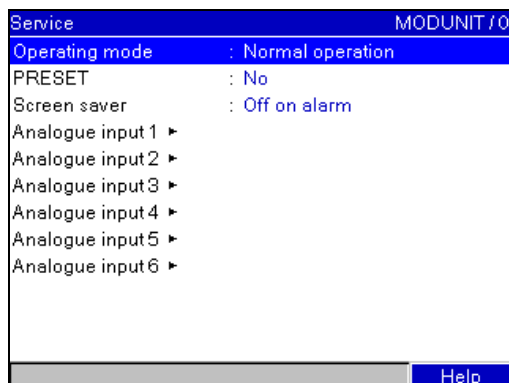 Service MODUNIT / 0
Operating mode : Normal operation
PRESET : No
Screen saver : Off on alarm
Analogue input 1 ►
Analogue input 2 ►
Analogue input 3 ►
Analogue input 4 ►
Analogue input 5 ►
Analogue input 6 ►
Help